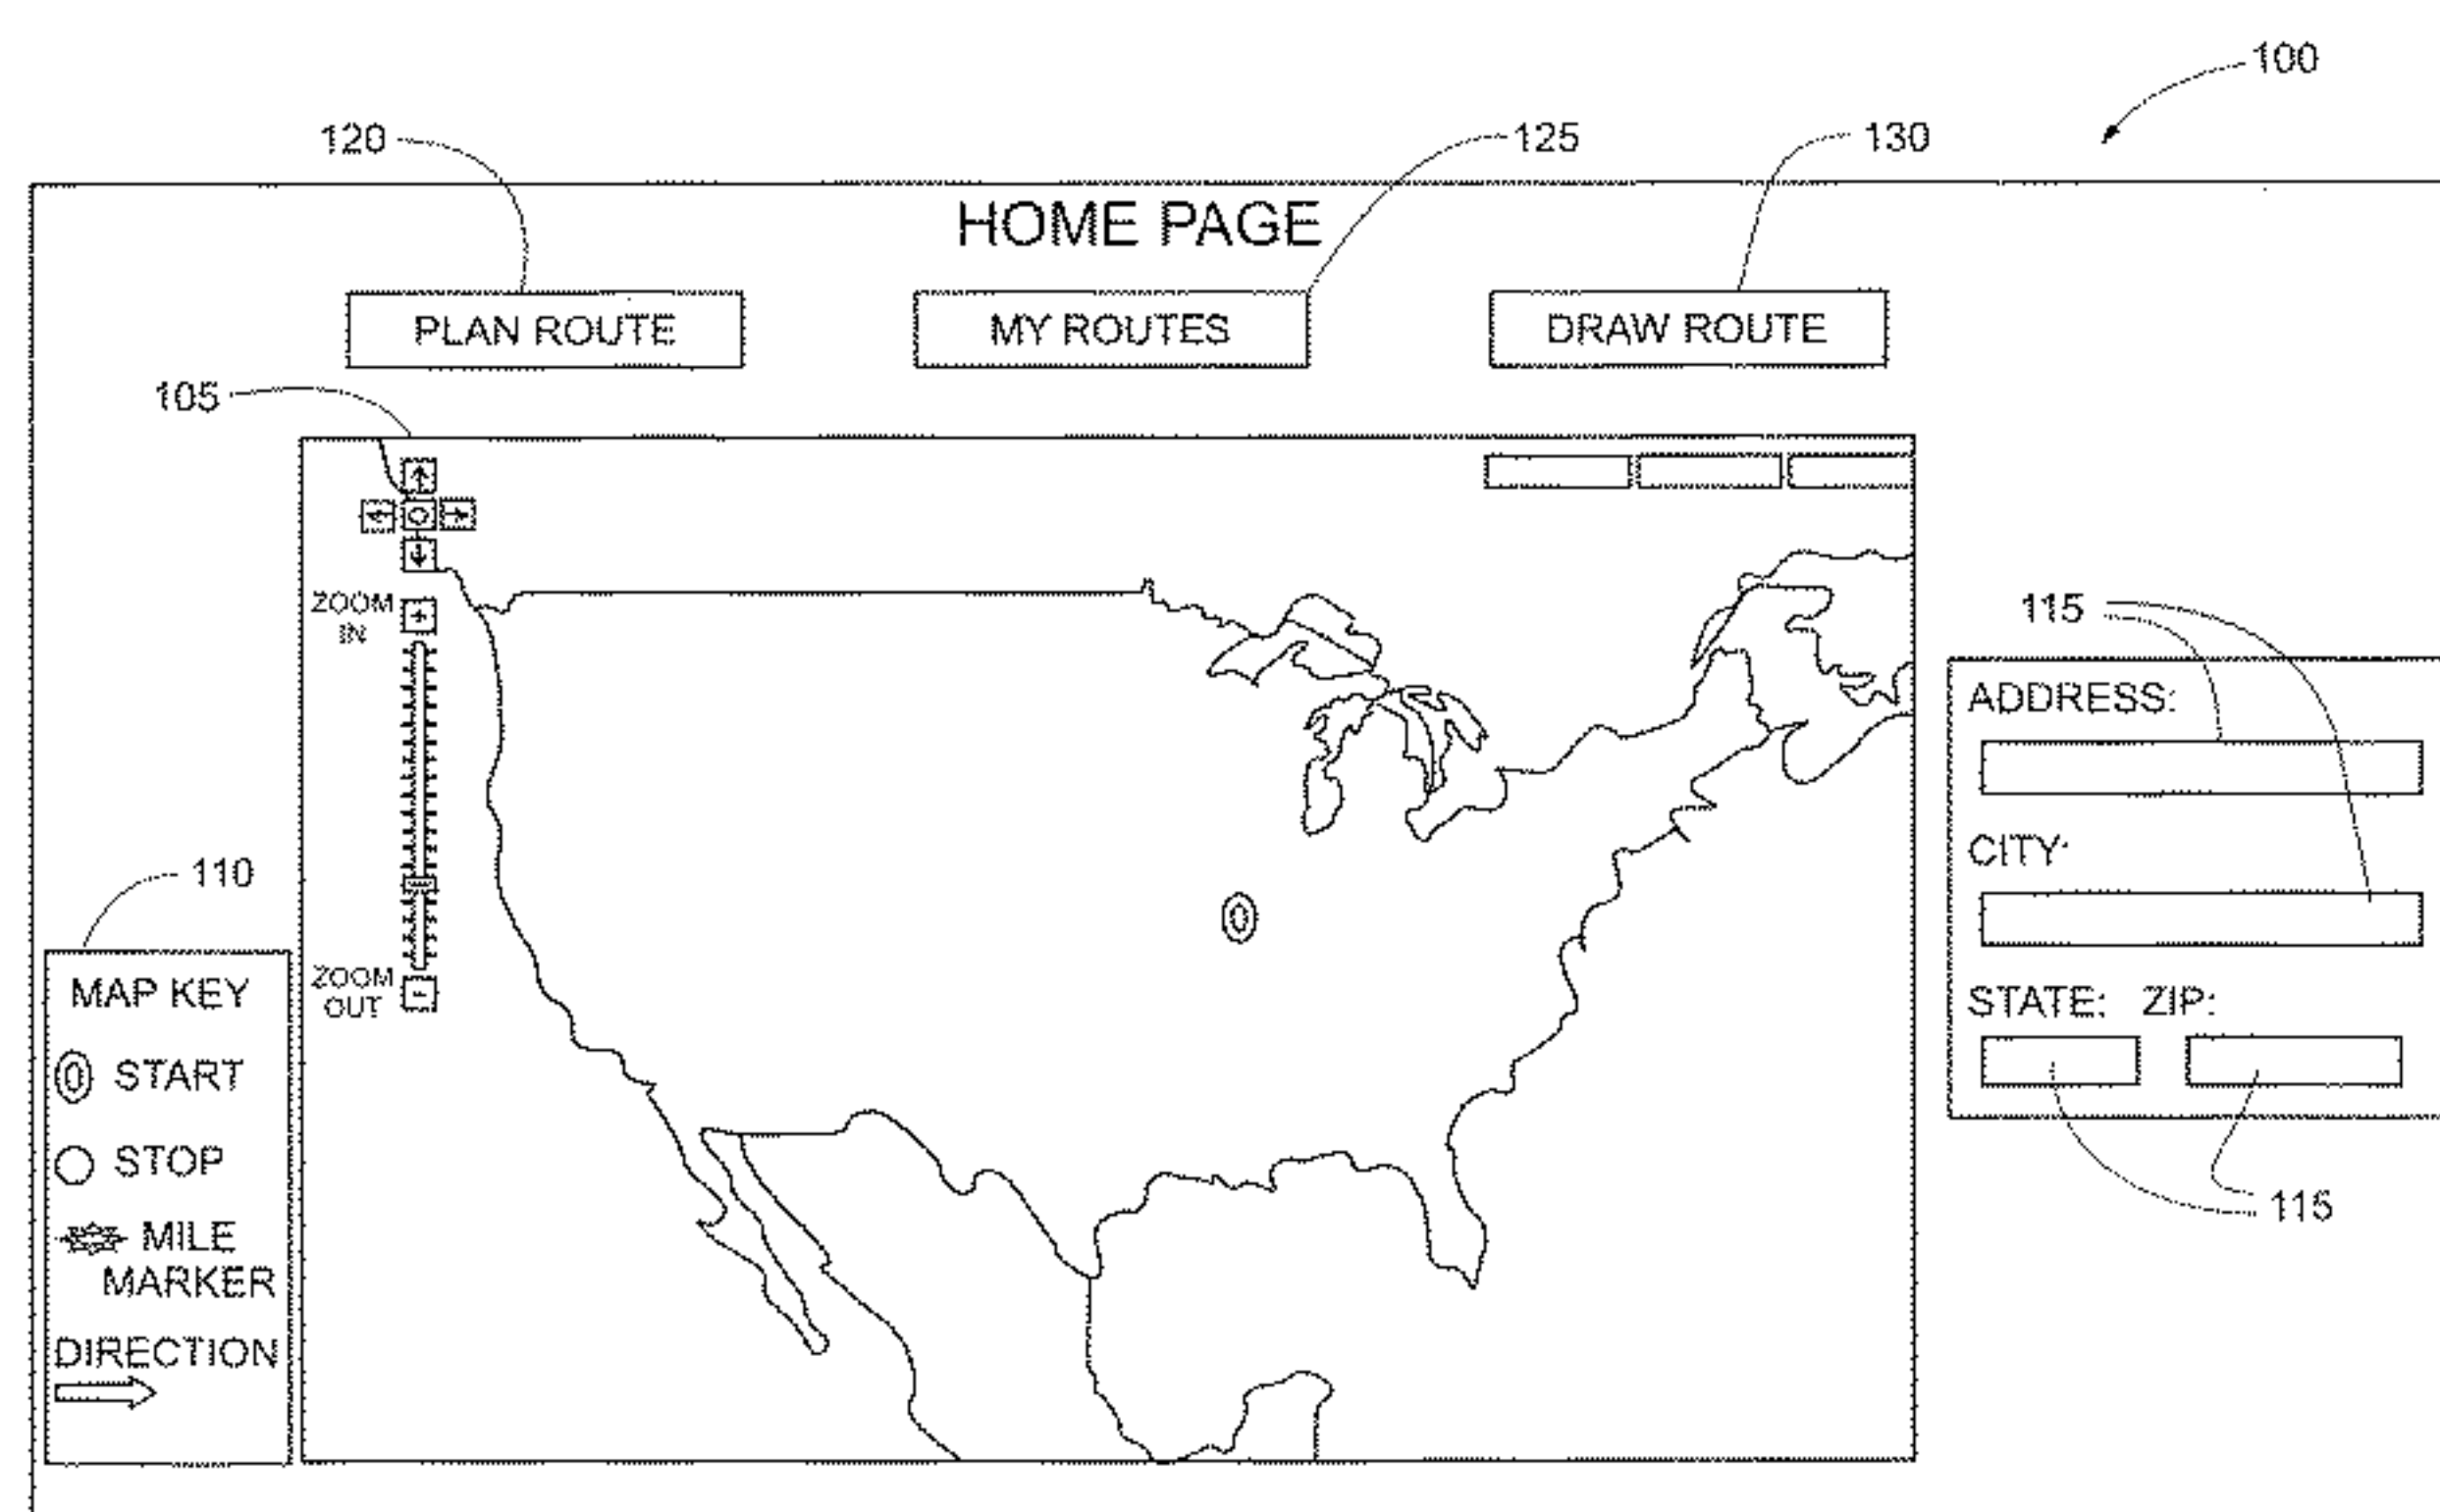 100
120
125
130
HOME PAGE
PLAN ROUTE
MY ROUTES
DRAW ROUTE
105
ZOOM
IN
+
115
ADDRESS:
CITY:
110
ZOOM
OUT
-
MAP KEY
STATE: ZIP:
START
STOP
MILE
MARKER
115
DIRECTION